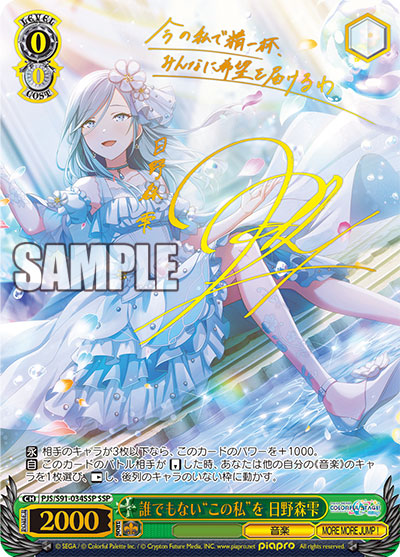 LEVEL
0
0
COST
今の私で精一杯、
みんなに希望を届けるわ
日野森雫
SAMPLE
永 相手のキャラが3枚以下なら、このカードのパワーを+1000。
自 このカードのバトル相手が した時、あなたは他の自分の《音楽》のキャ
ラを1枚選び、 し、後列のキャラのいない枠に動かす。
CH PJS/S91-034SSP SSP
POWER 2000
SOUL
誰でもない“この私”を 日野森雫
COLORFUL STAGE!
音楽
MORE MORE JUMP!
© SEGA / © Colorful Palette Inc. / © Crypton Future Media, INC. www.piapro.net piapro All rights reserved.